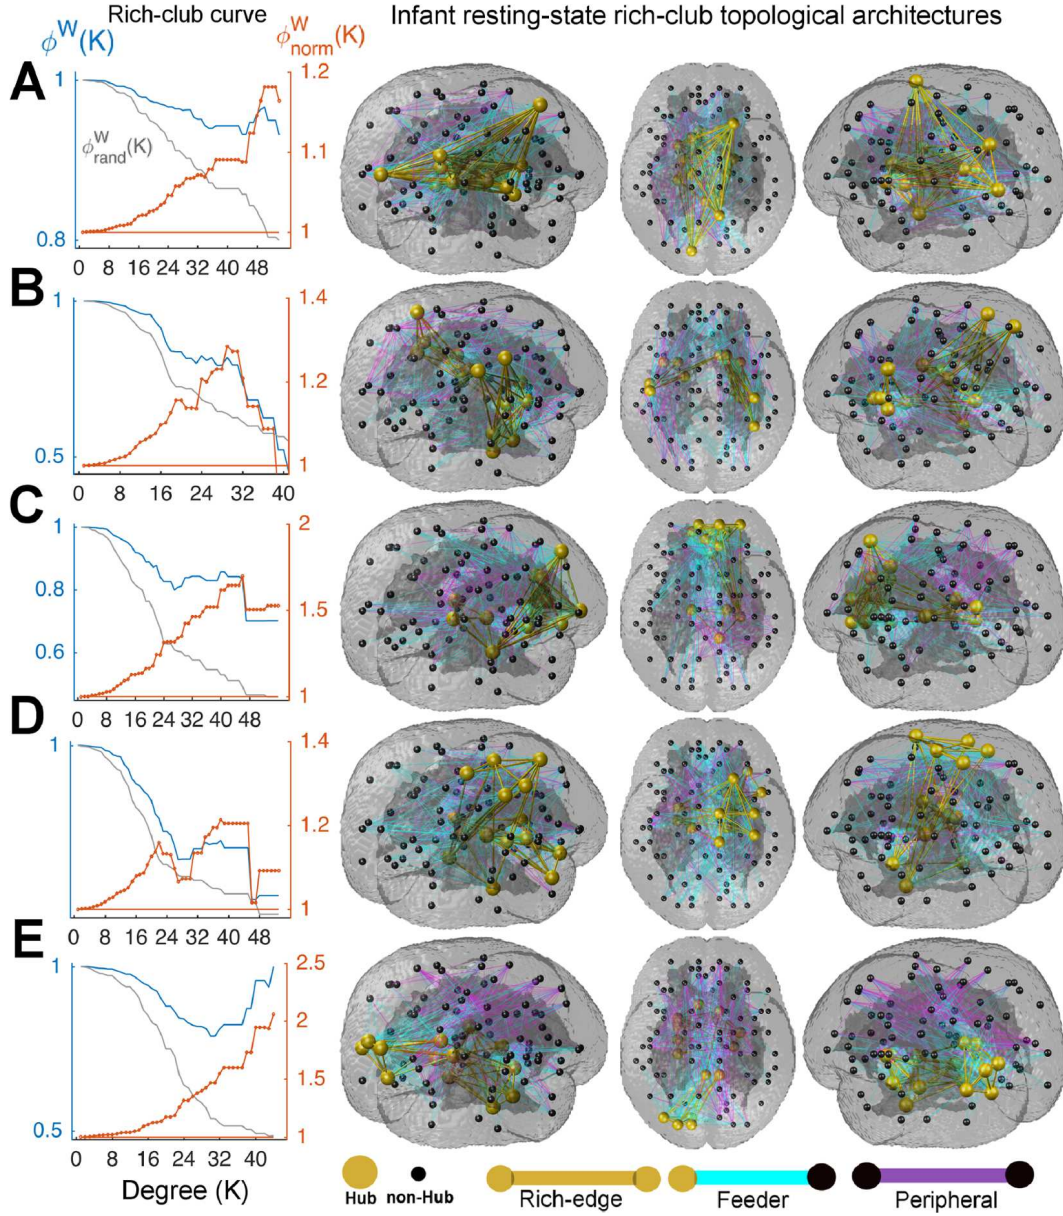 Rich-club curve
Infant resting-state rich-club topological architectures
ϕᵂ(K)
ϕᵂnorm(K)
A
1
0.8
ϕᵂrand(K)
1.2
1.1
1
0 8 16 24 32 40 48
B
1
0.5
1.4
1.2
1
0 8 16 24 32 40
C
1
0.8
0.6
2
1.5
1
0 8 16 24 32 40 48
D
1
1.4
1.2
1
0 8 16 24 32 40 48
E
1
0.5
2.5
2
1.5
1
0 8 16 24 32 40
Degree (K)
Hub
non-Hub
Rich-edge
Feeder
Peripheral